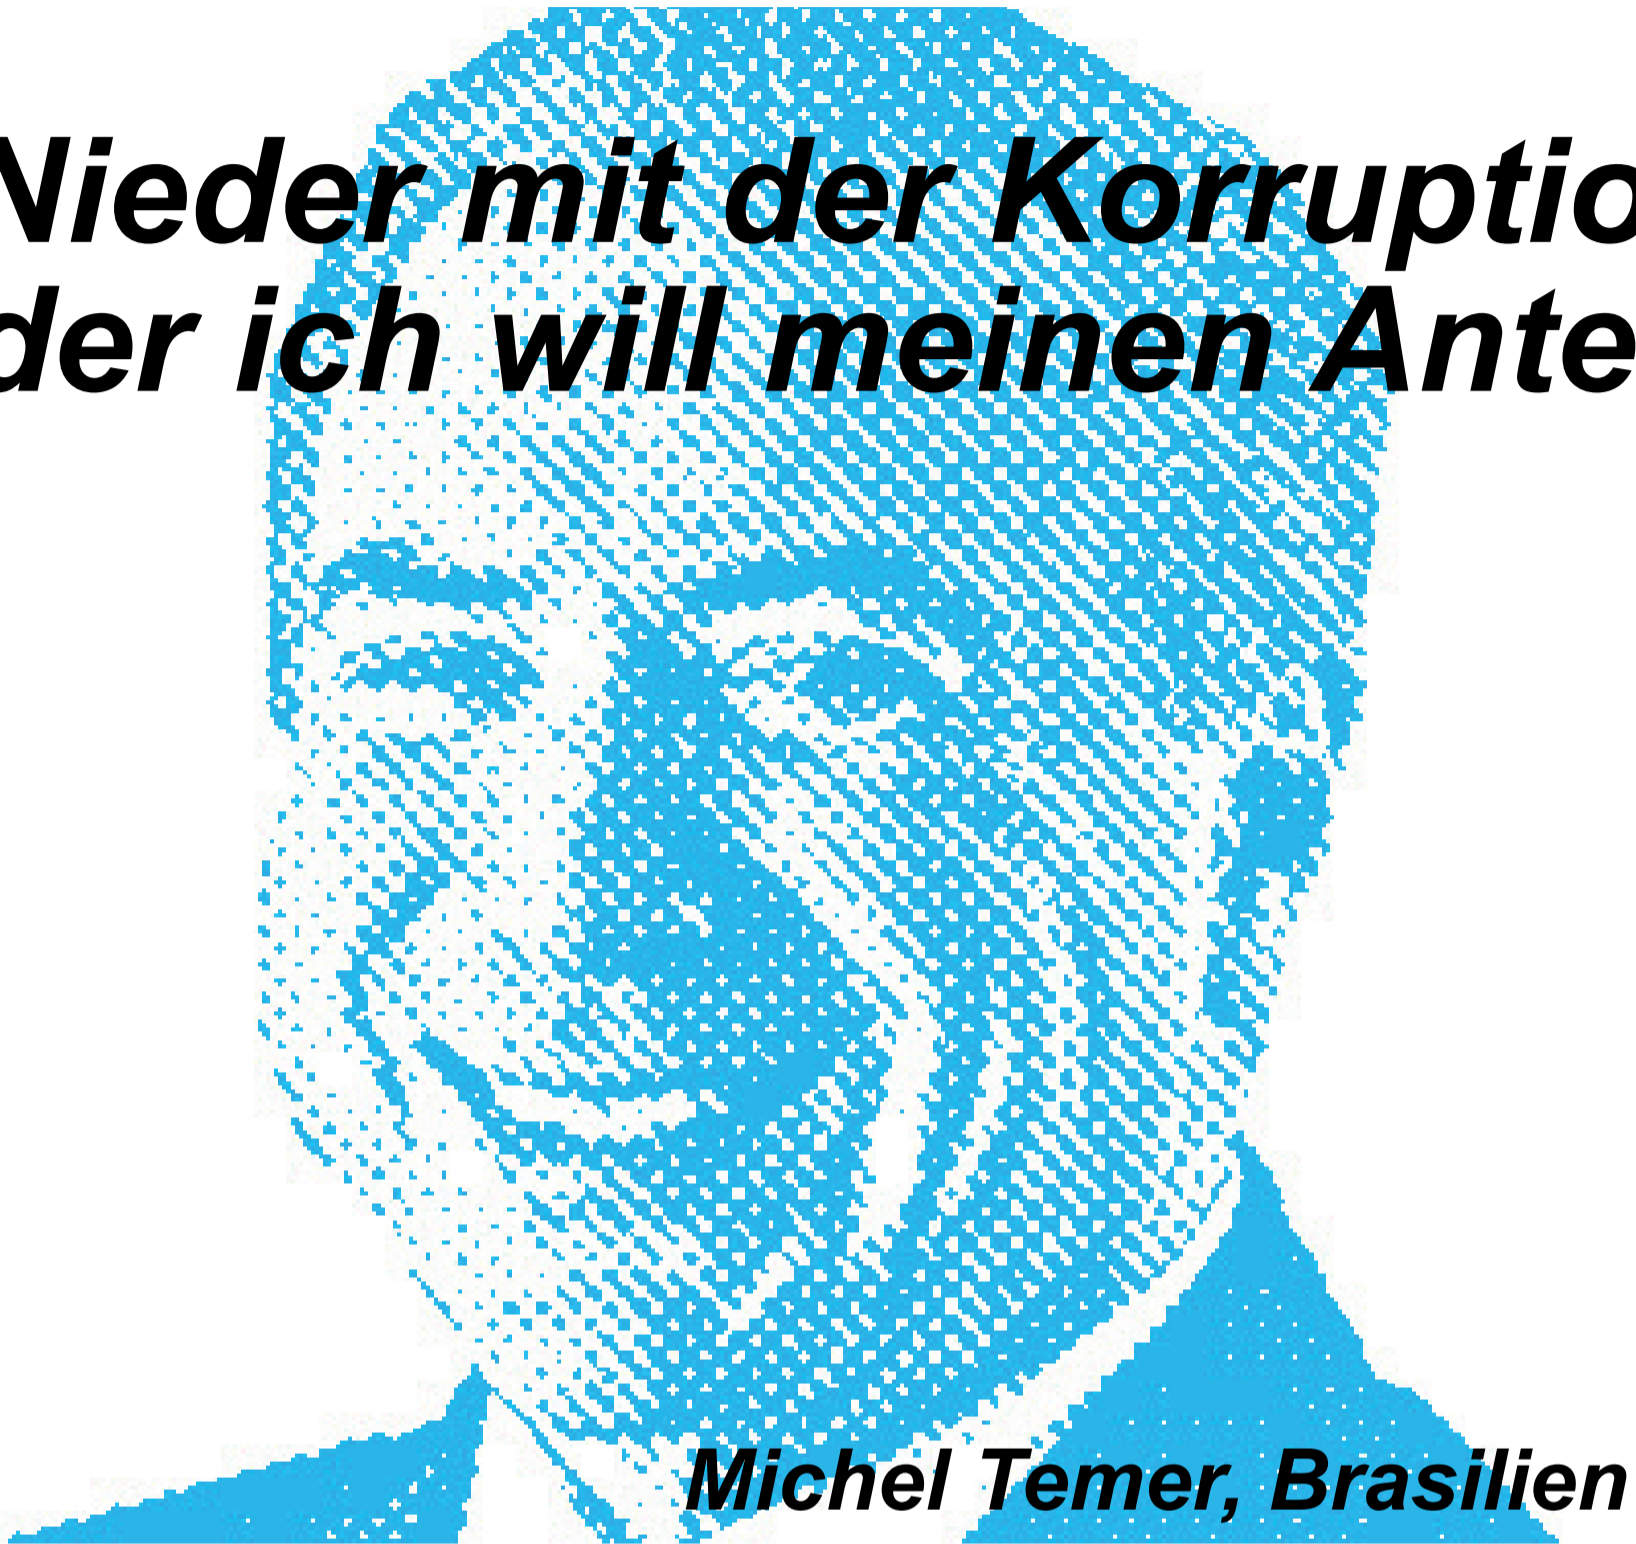 Nieder mit der Korruptio
der ich will meinen Ante
Michel Temer, Brasilien